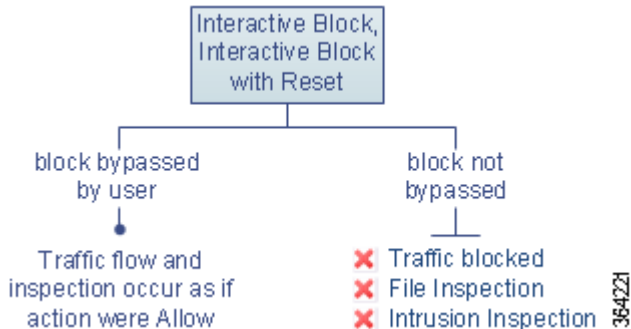 Interactive Block,
Interactive Block
with Reset
block bypassed
by user
block not
bypassed
Traffic flow and
inspection occur as if
action were Allow
Traffic blocked
File Inspection
Intrusion Inspection
364221